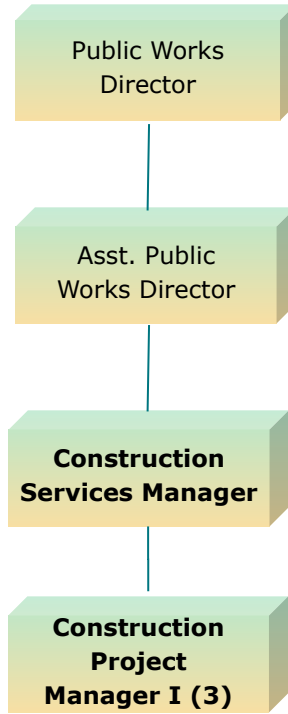 Public Works
Director
Asst. Public
Works Director
Construction
Services Manager
Construction
Project
Manager I (3)